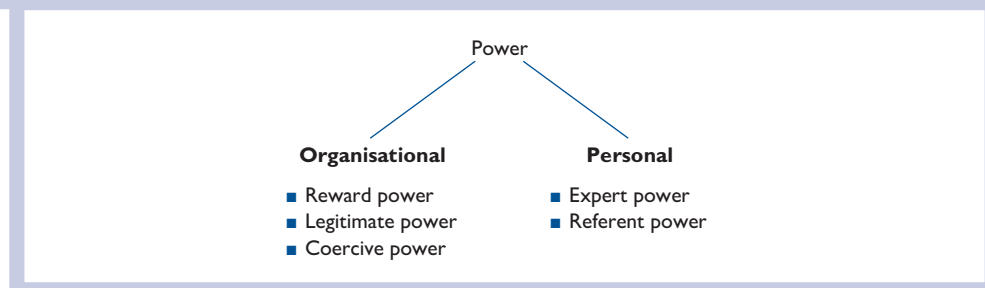 Power
Organisational
■ Reward power
■ Legitimate power
■ Coercive power
Personal
■ Expert power
■ Referent power